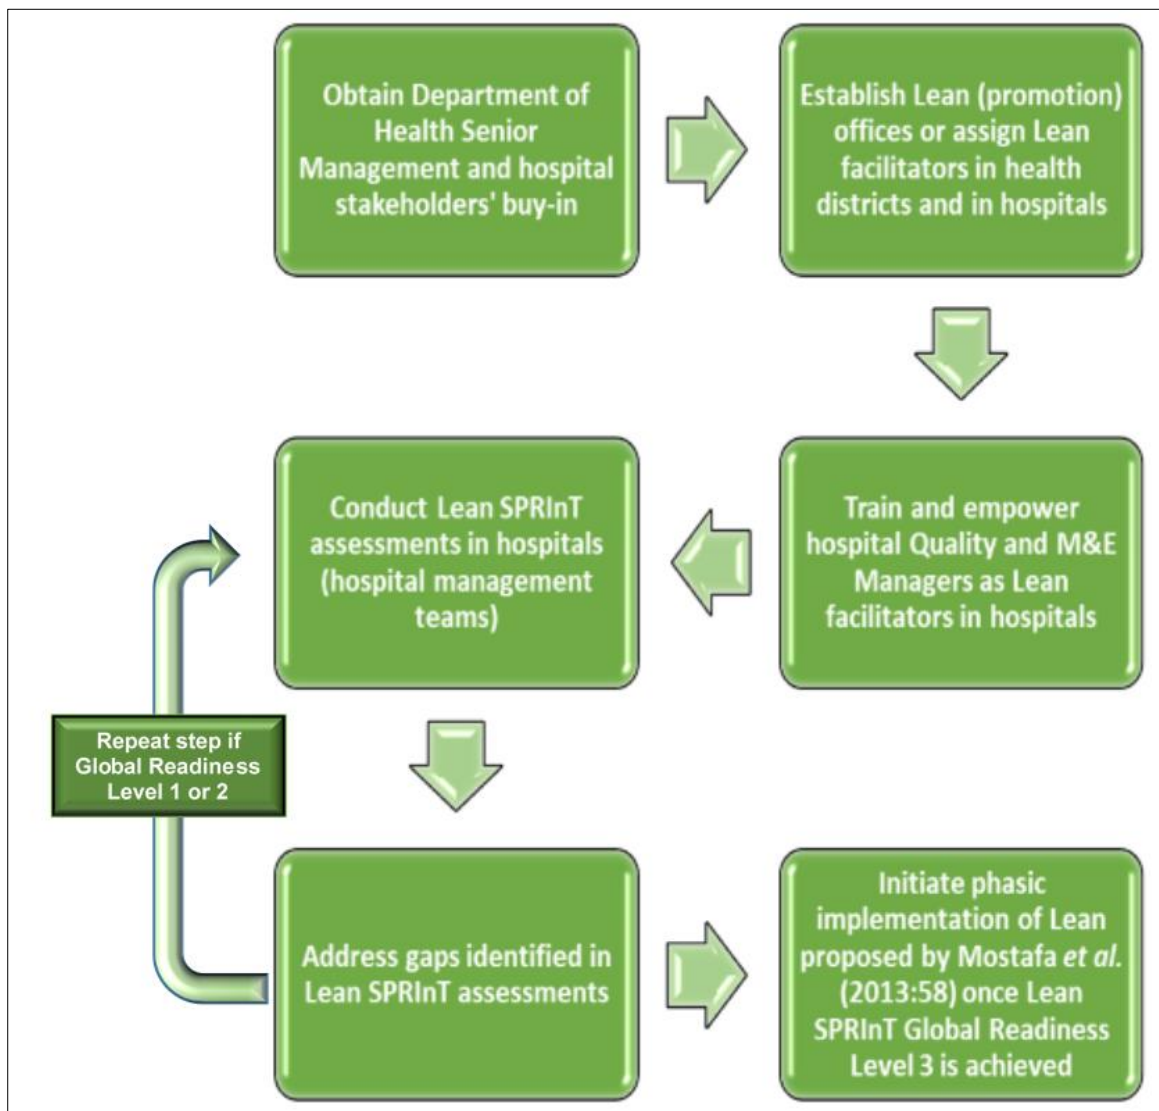 Obtain Department of
Health Senior
Management and hospital
stakeholders' buy-in
Establish Lean (promotion)
offices or assign Lean
facilitators in health
districts and in hospitals
Train and empower
hospital Quality and M&E
Managers as Lean
facilitators in hospitals
Conduct Lean SPRInT
assessments in hospitals
(hospital management
teams)
Repeat step if
Global Readiness
Level 1 or 2
Address gaps identified in
Lean SPRInT assessments
Initiate phasic
implementation of Lean
proposed by Mostafa et al.
(2013:58) once Lean
SPRInT Global Readiness
Level 3 is achieved